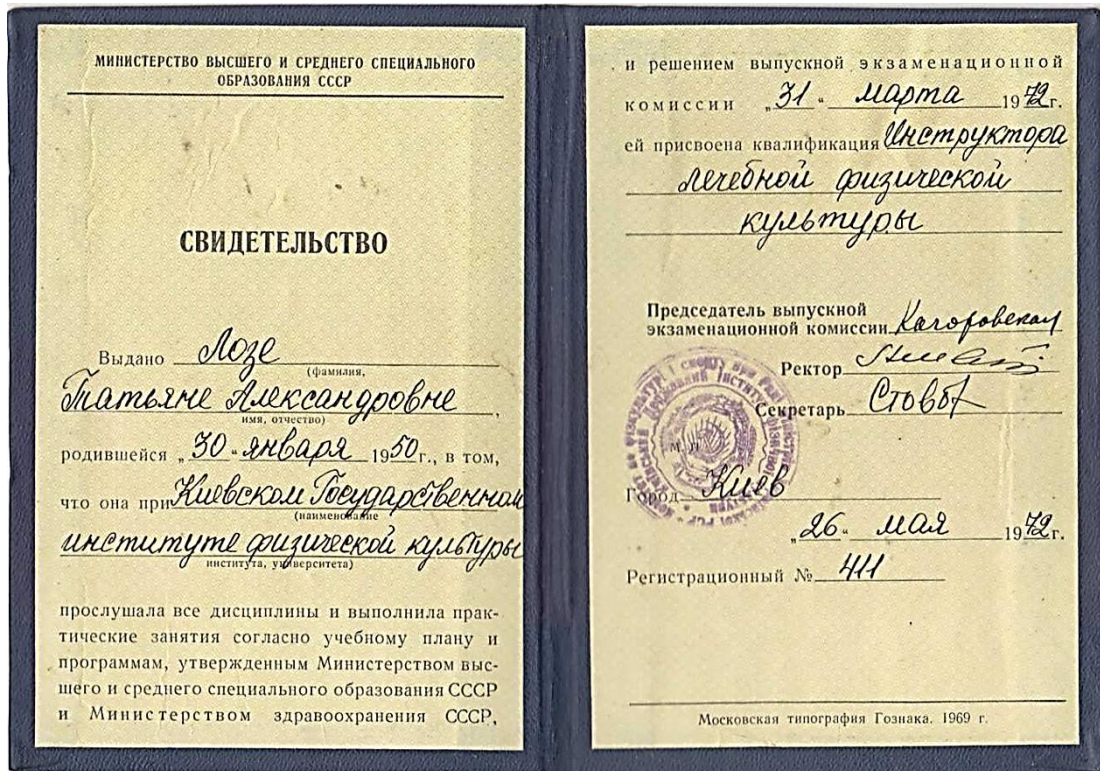 МИНИСТЕРСТВО ВЫСШЕГО И СРЕДНЕГО СПЕЦИАЛЬНОГО
ОБРАЗОВАНИЯ СССР
СВИДЕТЕЛЬСТВО
Выдано Лозе
(фамилия,
Татьяне Александровне,
имя, отчество)
родившейся „30“ января 1950 г., в том,
что она при Киевском Государственном
(наименование
институте физической культуры
института, университета)
прослушала все дисциплины и выполнила прак-
тические занятия согласно учебному плану и
программам, утвержденным Министерством выс-
шего и среднего специального образования СССР
и Министерством здравоохранения СССР,
и решением выпускной экзаменационной
комиссии „31“ марта 1972 г.
ей присвоена квалификация Инструктора
лечебной физической
культуры
Председатель выпускной
экзаменационной комиссии
Ректор
Секретарь
М. П.
Город Киев
„26“ мая 1972 г.
Регистрационный № 411
Московская типография Гознака. 1969 г.